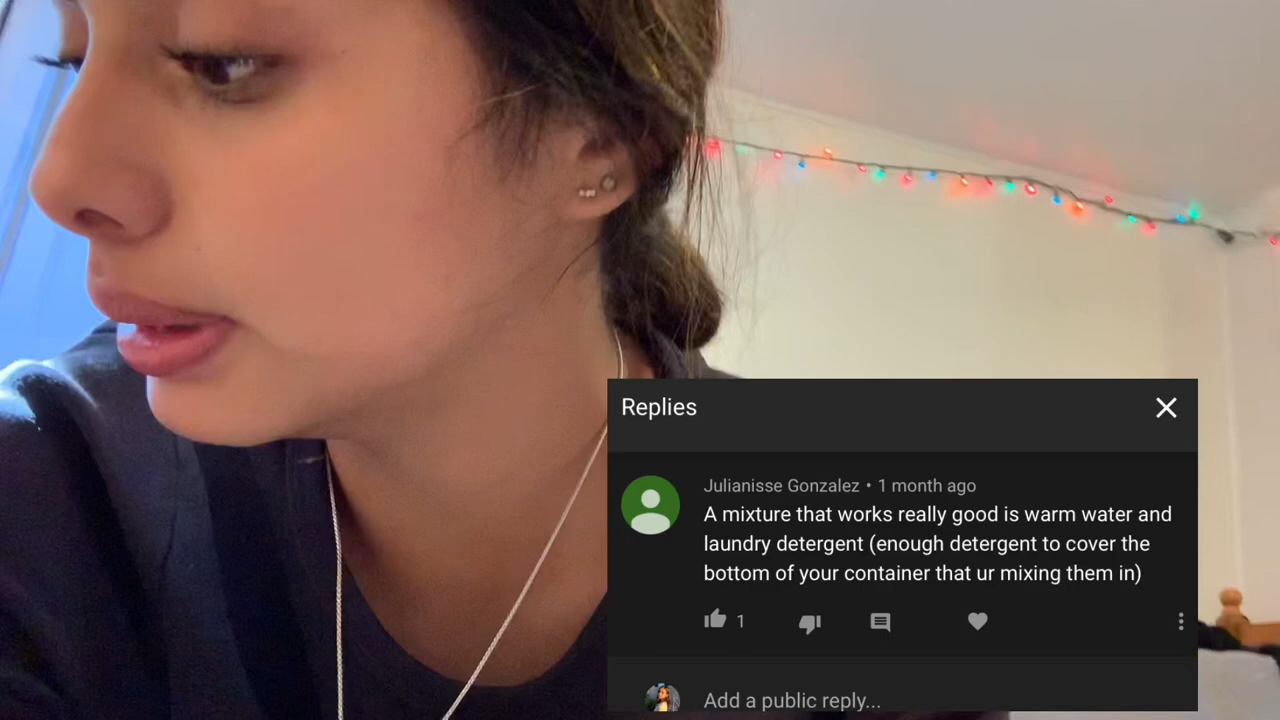 Replies
Julianisse Gonzalez • 1 month ago
A mixture that works really good is warm water and
laundry detergent (enough detergent to cover the
bottom of your container that ur mixing them in)
1
Add a public reply...